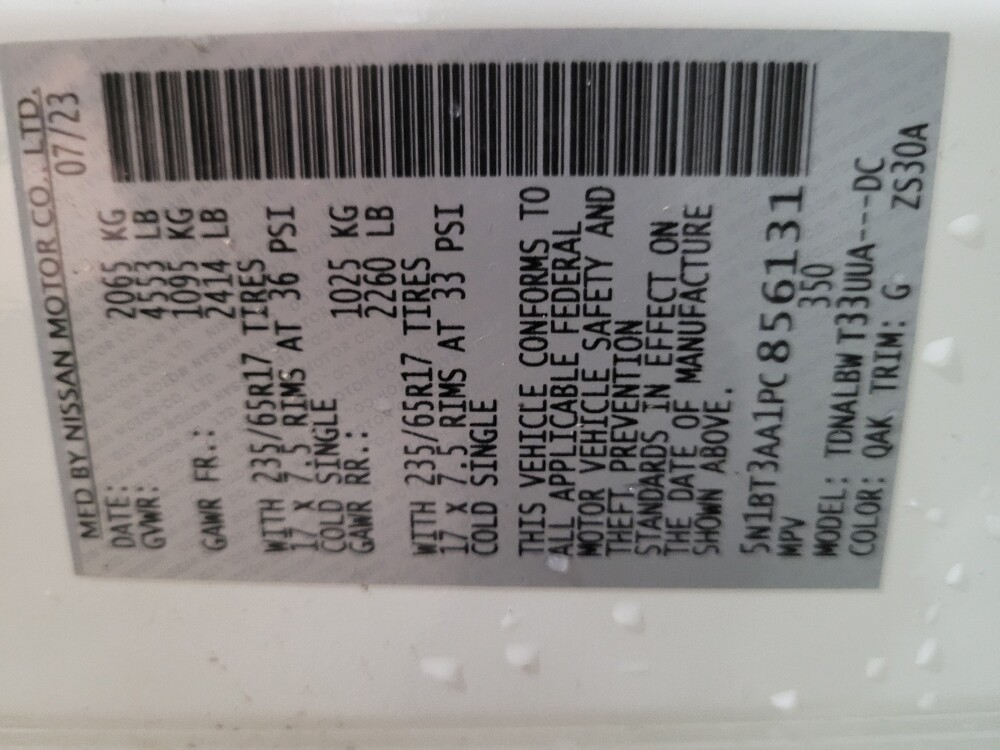 MFD BY NISSAN MOTOR CO., LTD.
DATE: 07/23
GVWR: 2065 KG
4553 LB
GAWR FR.: 1095 KG
2414 LB
WITH 235/65R17 TIRES
17 X 7.5 RIMS AT 36 PSI
COLD SINGLE
GAWR RR.: 1025 KG
2260 LB
WITH 235/65R17 TIRES
17 X 7.5 RIMS AT 33 PSI
COLD SINGLE
THIS VEHICLE CONFORMS TO
ALL APPLICABLE FEDERAL
MOTOR VEHICLE SAFETY AND
THEFT PREVENTION
STANDARDS IN EFFECT ON
THE DATE OF MANUFACTURE
SHOWN ABOVE.
5N1BT3AA1PC856131
MPV 350
MODEL: TDNALBW T33UUA---DC
COLOR: QAK TRIM: G ZS30A